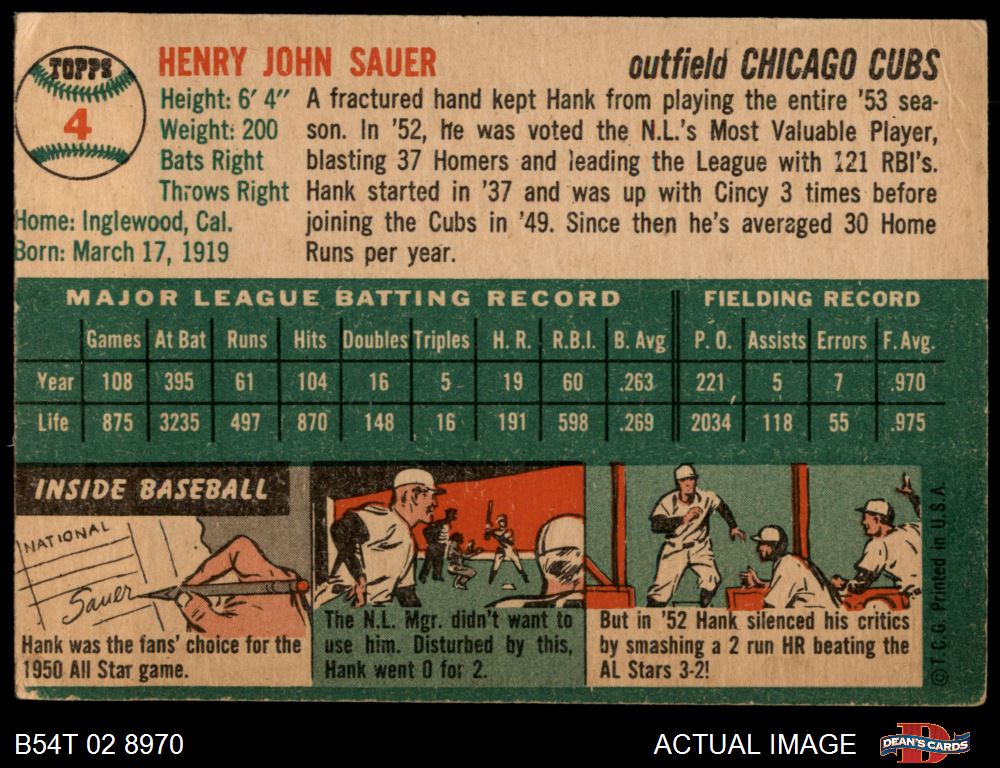 TOPPS
4
HENRY JOHN SAUER
outfield CHICAGO CUBS
Height: 6' 4"
Weight: 200
Bats Right
Throws Right
Home: Inglewood, Cal.
Born: March 17, 1919
A fractured hand kept Hank from playing the entire '53 sea-
son. In '52, he was voted the N.L.'s Most Valuable Player,
blasting 37 Homers and leading the League with 121 RBI's.
Hank started in '37 and was up with Cincy 3 times before
joining the Cubs in '49. Since then he's averaged 30 Home
Runs per year.
MAJOR LEAGUE BATTING RECORD FIELDING RECORD
Games At Bat Runs Hits Doubles Triples H. R. R.B.I. B. Avg P. O. Assists Errors F.Avg.
Year 108 395 61 104 16 5 19 60 .263 221 5 7 .970
Life 875 3235 497 870 148 16 191 598 .269 2034 118 55 .975
INSIDE BASEBALL
NATIONAL
Sauer
Hank was the fans' choice for the
1950 All Star game.
The N.L. Mgr. didn't want to
use him. Disturbed by this,
Hank went 0 for 2.
But in '52 Hank silenced his critics
by smashing a 2 run HR beating the
AL Stars 3-2!
© T.C.G. Printed in U.S.A.
B54T 02 8970
ACTUAL IMAGE
DEAN'S CARDS